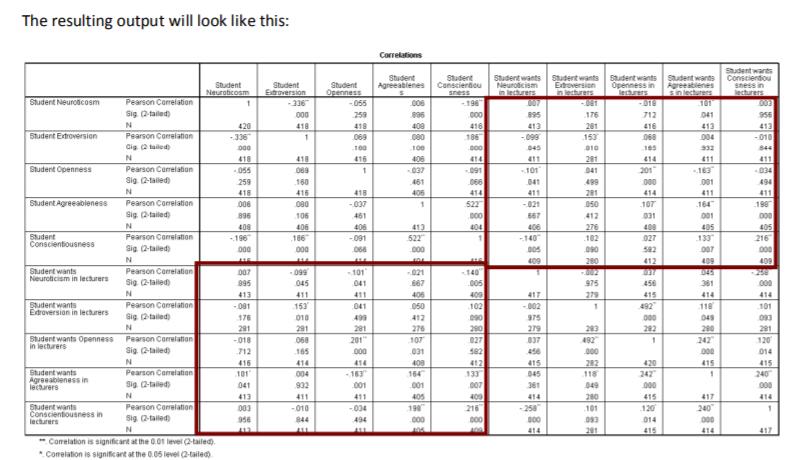 The resulting output will look like this:
Correlations
Student Neuroticosm
Student Extroversion
Student Openness
Student Agreeablenes s
Student Conscientiou sness
Student wants Neuroticism in lecturers
Student wants Extroversion in lecturers
Student wants Openness in lecturers
Student wants Agreeablenes s in lecturers
Student wants Conscientiou sness in lecturers
Student Neuroticosm Pearson Correlation 1 -.336** -.055 .006 -.196** .007 -.081 -.018 .101* .003
Sig. (2-tailed) .000 .259 .896 .000 .895 .176 .712 .041 .956
N 420 418 418 408 416 413 281 416 413 413
Student Extroversion Pearson Correlation -.336** 1 .069 .080 .186** -.099* .153* .068 .004 -.010
Sig. (2-tailed) .000 .160 .106 .000 .045 .010 .165 .932 .844
N 418 418 416 406 414 411 281 414 411 411
Student Openness Pearson Correlation -.055 .069 1 -.037 -.091 -.101* .041 .201** -.163** -.034
Sig. (2-tailed) .259 .160 .461 .066 .041 .499 .000 .001 .494
N 418 416 418 406 414 411 281 414 411 411
Student Agreeableness Pearson Correlation .006 .080 -.037 1 .522** -.021 .050 .107* .164** .198**
Sig. (2-tailed) .896 .106 .461 .000 .667 .412 .031 .001 .000
N 408 406 406 413 404 406 276 408 405 405
Student Conscientiousness Pearson Correlation -.196** .186** -.091 .522** 1 -.140** .102 .027 .133** .216**
Sig. (2-tailed) .000 .000 .066 .000 .005 .090 .582 .007 .000
N 416 414 414 404 416 409 280 412 409 409
Student wants Neuroticism in lecturers Pearson Correlation .007 -.099* -.101* -.021 -.140** 1 -.002 .037 .045 -.258**
Sig. (2-tailed) .895 .045 .041 .667 .005 .975 .456 .361 .000
N 413 411 411 406 409 417 279 415 414 414
Student wants Extroversion in lecturers Pearson Correlation -.081 .153* .041 .050 .102 -.002 1 .492** .118* .101
Sig. (2-tailed) .176 .010 .499 .412 .090 .975 .000 .049 .093
N 281 281 281 276 280 279 283 282 280 281
Student wants Openness in lecturers Pearson Correlation -.018 .068 .201** .107* .027 .037 .492** 1 .242** .120*
Sig. (2-tailed) .712 .165 .000 .031 .582 .456 .000 .000 .014
N 416 414 414 408 412 415 282 420 415 415
Student wants Agreeableness in lecturers Pearson Correlation .101* .004 -.163** .164** .133** .045 .118* .242** 1 .240**
Sig. (2-tailed) .041 .932 .001 .001 .007 .361 .049 .000 .000
N 413 411 411 405 409 414 280 415 417 414
Student wants Conscientiousness in lecturers Pearson Correlation .003 -.010 -.034 .198** .216** -.258** .101 .120* .240** 1
Sig. (2-tailed) .956 .844 .494 .000 .000 .000 .093 .014 .000
N 413 411 411 405 409 414 281 415 414 417
**. Correlation is significant at the 0.01 level (2-tailed).
*. Correlation is significant at the 0.05 level (2-tailed).